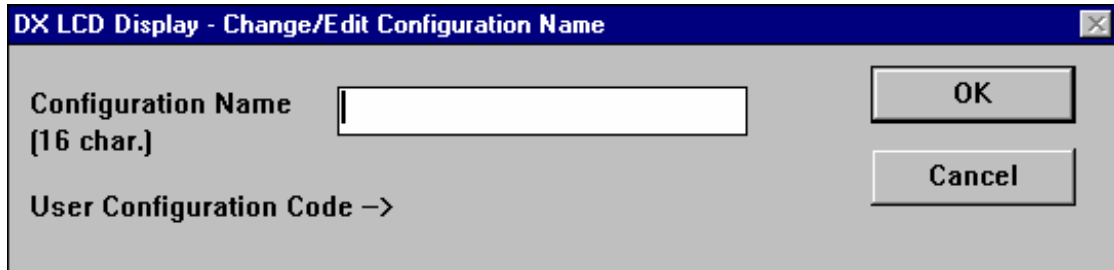 DX LCD Display - Change/Edit Configuration Name
Configuration Name
(16 char.)
OK
Cancel
User Configuration Code -->